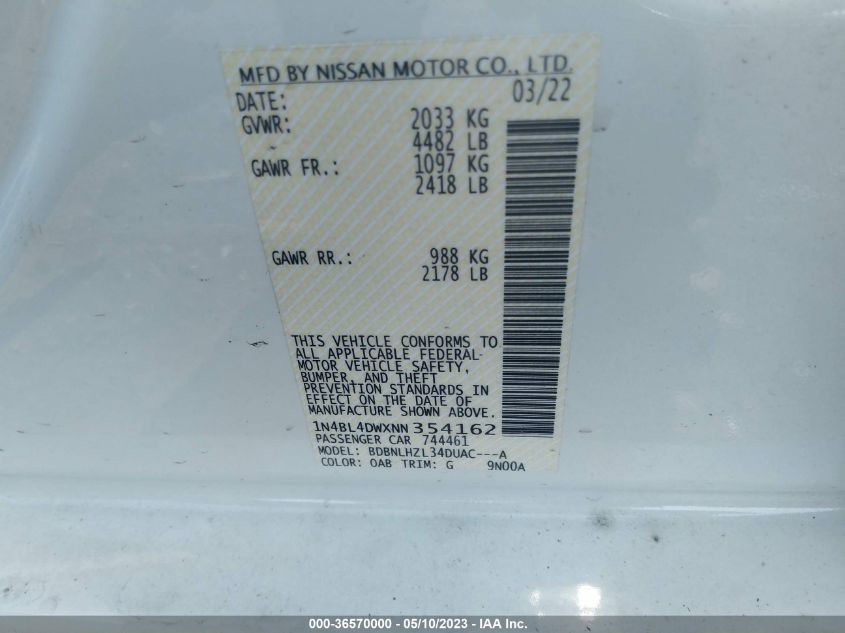 MFD BY NISSAN MOTOR CO., LTD.
DATE: 03/22
GVWR: 2033 KG
4482 LB
GAWR FR.: 1097 KG
2418 LB
GAWR RR.: 988 KG
2178 LB
THIS VEHICLE CONFORMS TO
ALL APPLICABLE FEDERAL
MOTOR VEHICLE SAFETY,
BUMPER, AND THEFT
PREVENTION STANDARDS IN
EFFECT ON THE DATE OF
MANUFACTURE SHOWN ABOVE.
1N4BL4DWXNN354162
PASSENGER CAR 744461
MODEL: BDBNLHZL34DUAC---A
COLOR: QAB TRIM: G 9N00A
000-36570000 - 05/10/2023 - IAA Inc.